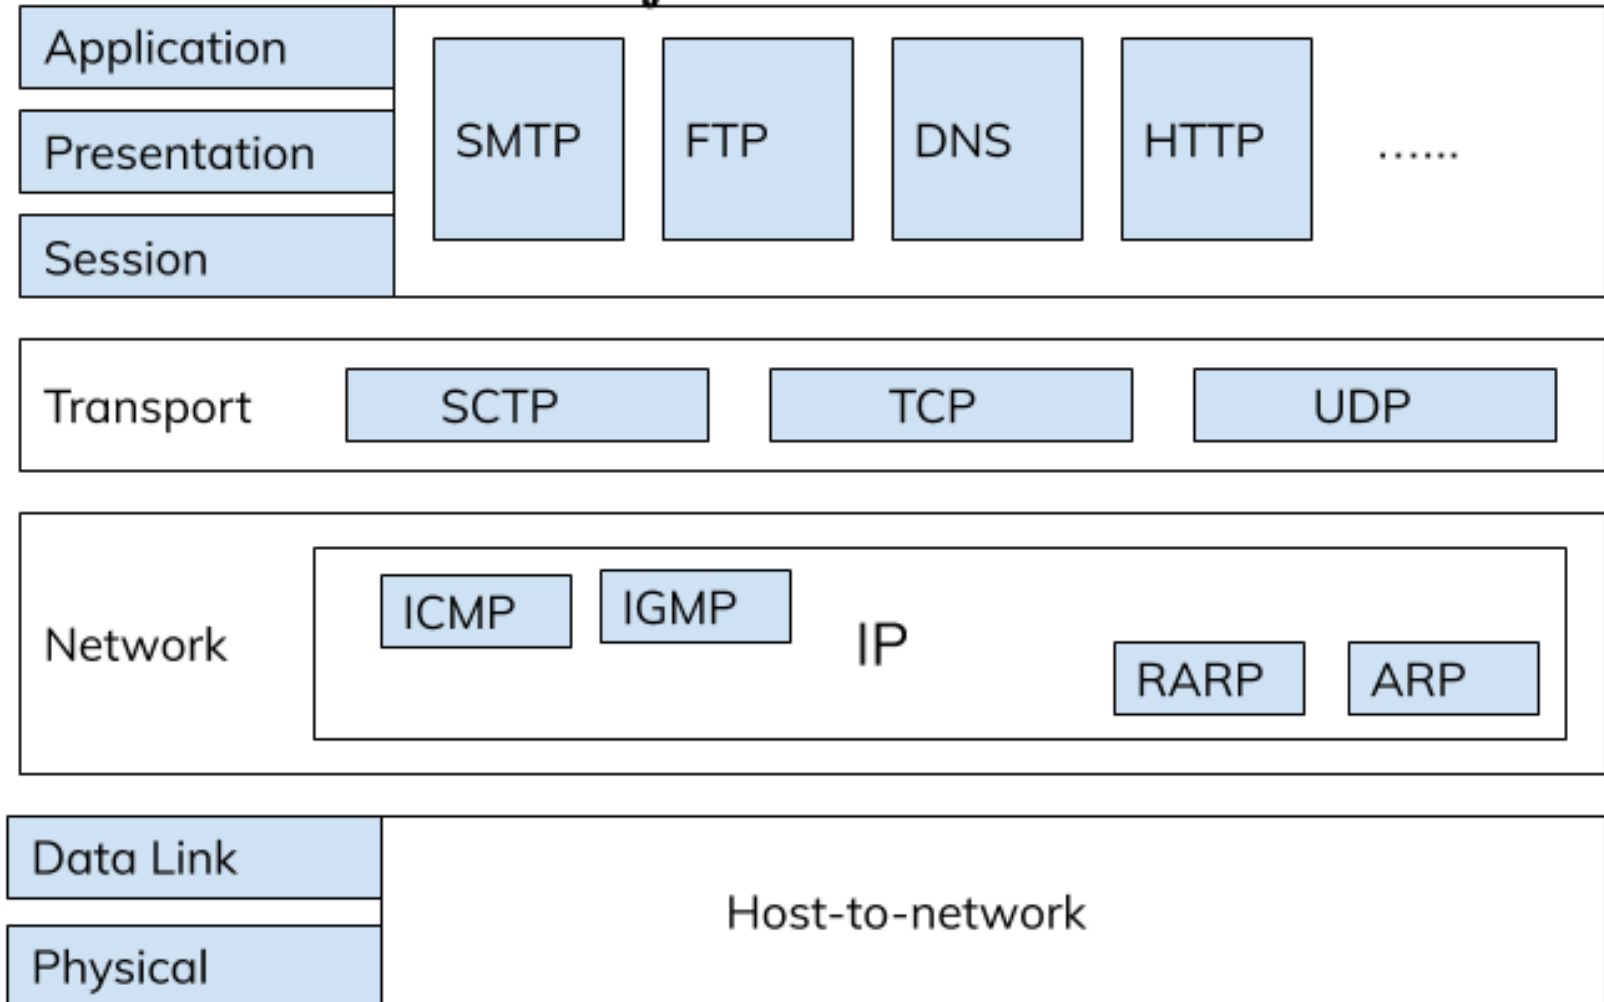 Application
Presentation
Session
SMTP
FTP
DNS
HTTP
.......
Transport
SCTP
TCP
UDP
Network
ICMP
IGMP
IP
RARP
ARP
Data Link
Physical
Host-to-network